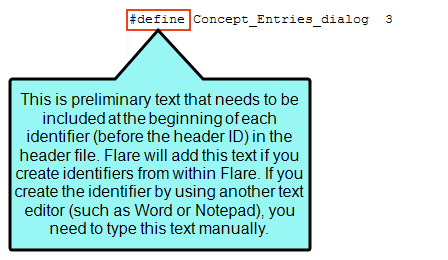 #define Concept_Entries_dialog 3
This is preliminary text that needs to be
included at the beginning of each
identifier (before the header ID) in the
header file. Flare will add this text if you
create identifiers from within Flare. If you
create the identifier by using another text
editor (such as Word or Notepad), you
need to type this text manually.